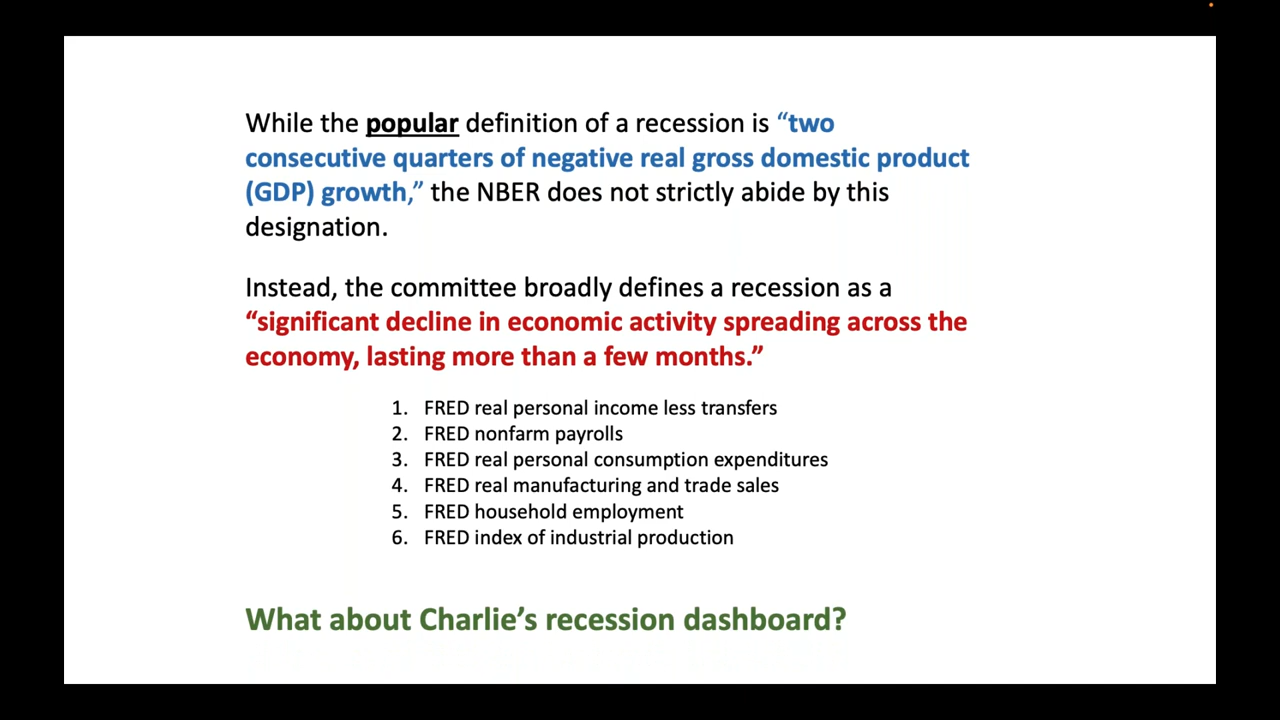 While the popular definition of a recession is “two
consecutive quarters of negative real gross domestic product
(GDP) growth,” the NBER does not strictly abide by this
designation.
Instead, the committee broadly defines a recession as a
“significant decline in economic activity spreading across the
economy, lasting more than a few months.”
1. FRED real personal income less transfers
2. FRED nonfarm payrolls
3. FRED real personal consumption expenditures
4. FRED real manufacturing and trade sales
5. FRED household employment
6. FRED index of industrial production
What about Charlie’s recession dashboard?